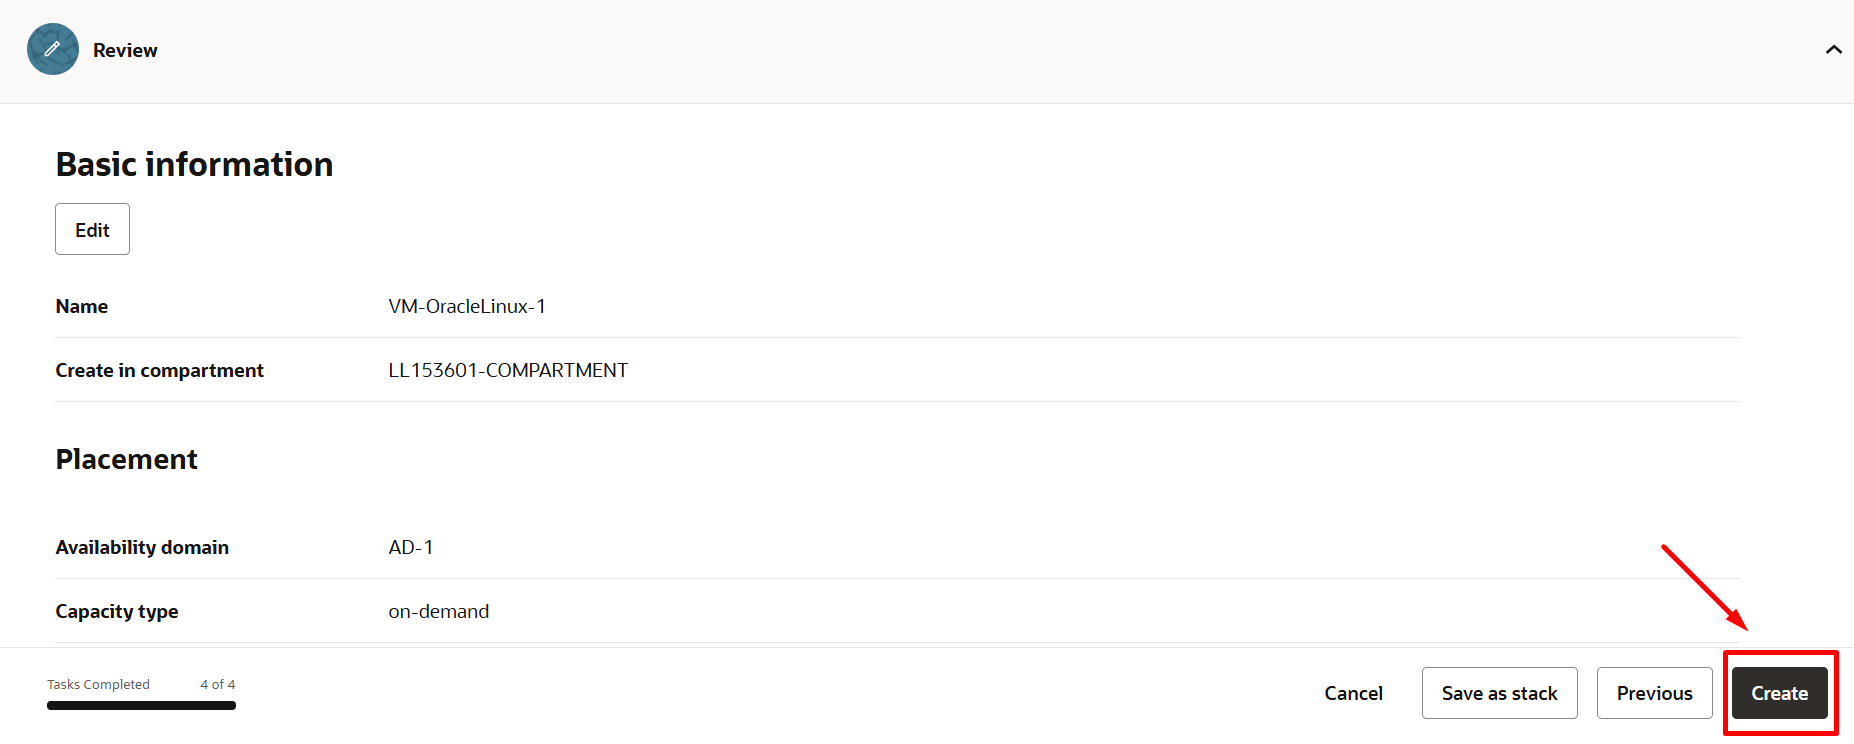 Review
Basic information
Edit
Name VM-OracleLinux-1
Create in compartment LL153601-COMPARTMENT
Placement
Availability domain AD-1
Capacity type on-demand
Tasks Completed 4 of 4
Cancel Save as stack Previous Create